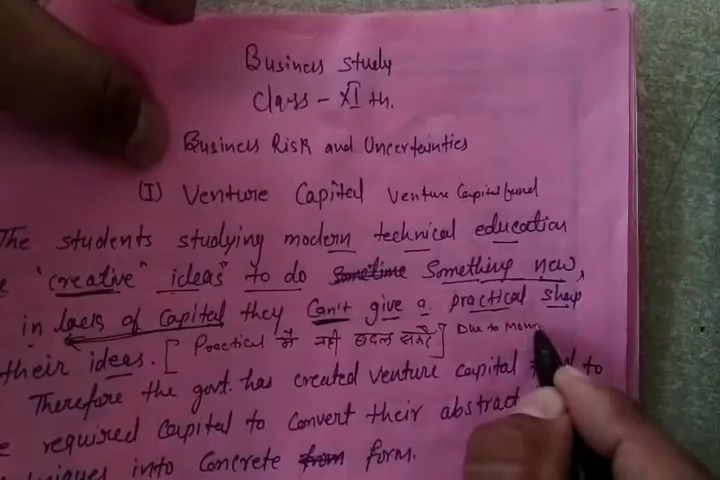 Business study
Class - XI th.
Business Risk and Uncertainties
(I) Venture Capital Venture Capital fund
The students studying modern technical education
"creative" ideas" to do sometime Something new,
in lack of Capital they Can't give a practical shap
their ideas. [Practical में नही बदल सकते] Due to Mon
Therefore the govt. has created venture capital to
required Capital to convert their abstract
into Concrete from form.